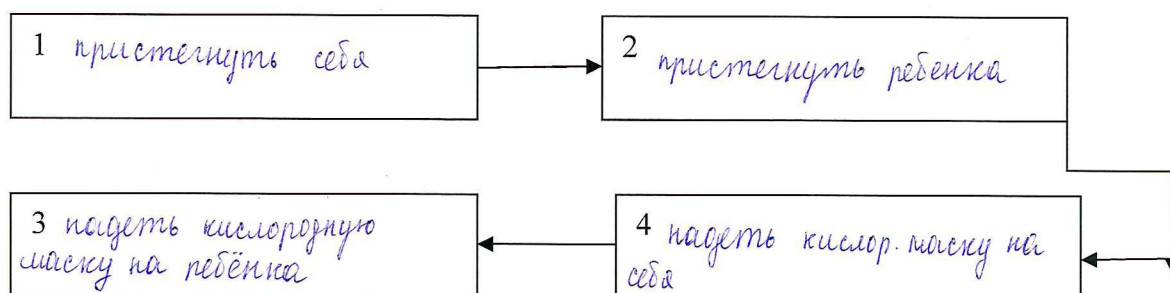 1 пристегнуть себя
2 пристегнуть ребенка
3 надеть кислородную
маску на ребёнка
4 надеть кислор. маску на
себя